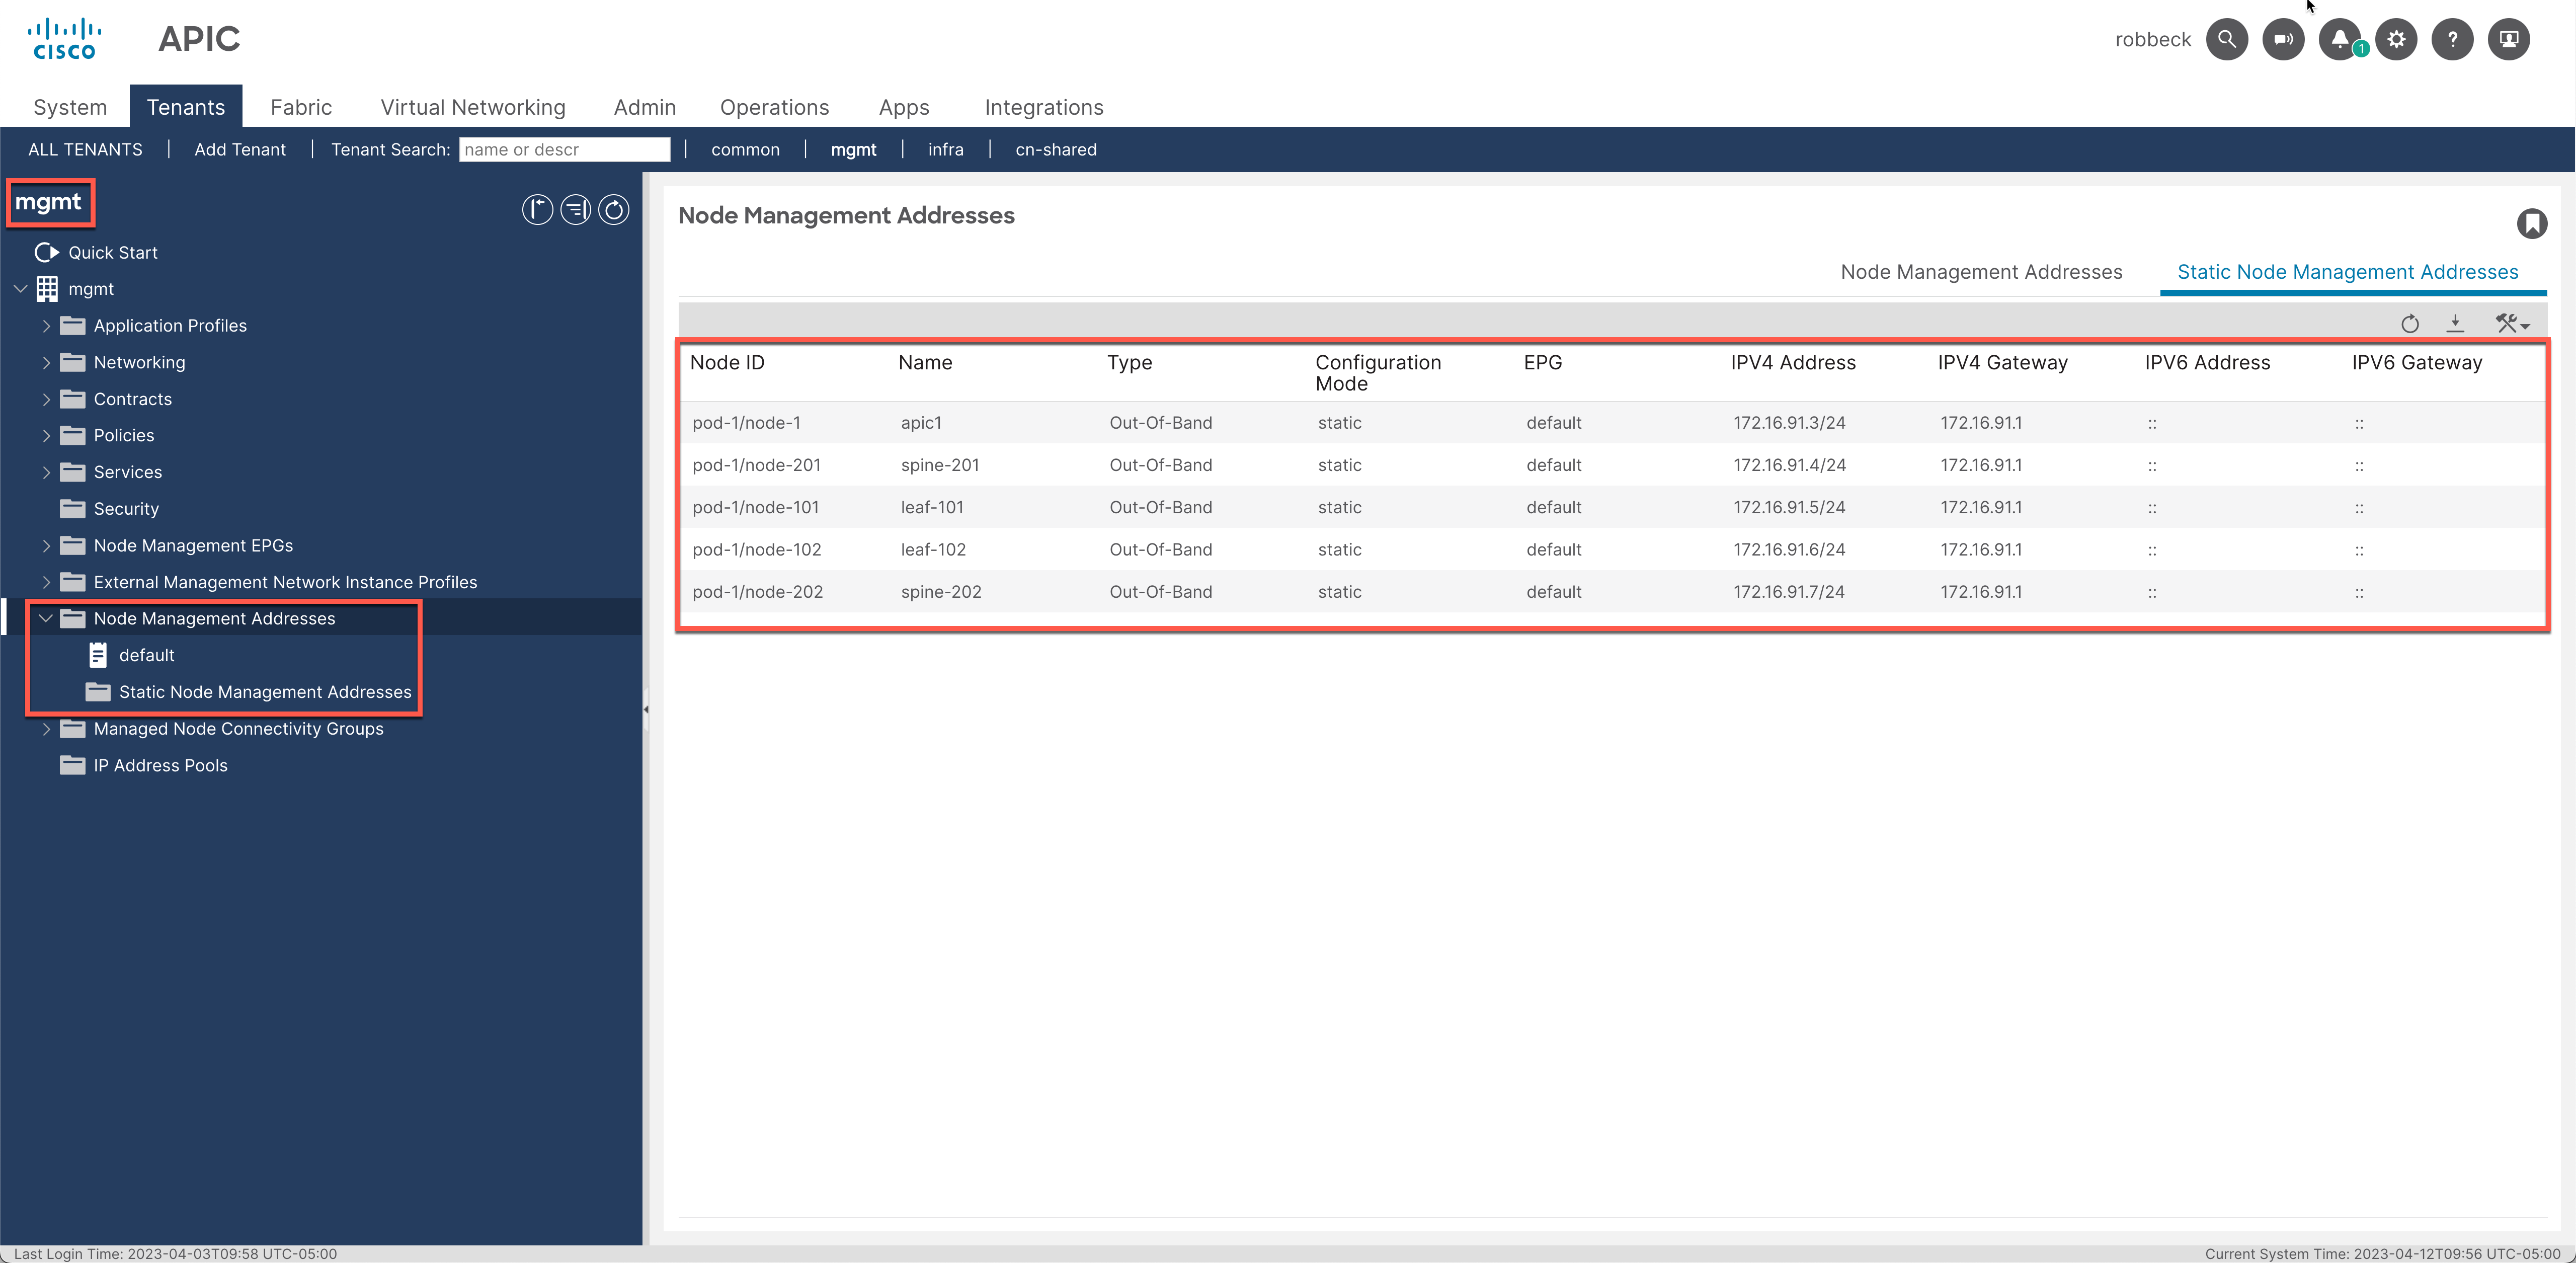 CISCO
APIC
robbeck
1
System Tenants Fabric Virtual Networking Admin Operations Apps Integrations
ALL TENANTS | Add Tenant | Tenant Search: name or descr | common | mgmt | infra | cn-shared
mgmt
Quick Start
mgmt
Application Profiles
Networking
Contracts
Policies
Services
Security
Node Management EPGs
External Management Network Instance Profiles
Node Management Addresses
default
Static Node Management Addresses
Managed Node Connectivity Groups
IP Address Pools
Node Management Addresses
Node Management Addresses Static Node Management Addresses
Node ID Name Type Configuration Mode EPG IPV4 Address IPV4 Gateway IPV6 Address IPV6 Gateway
pod-1/node-1 apic1 Out-Of-Band static default 172.16.91.3/24 172.16.91.1 :: ::
pod-1/node-201 spine-201 Out-Of-Band static default 172.16.91.4/24 172.16.91.1 :: ::
pod-1/node-101 leaf-101 Out-Of-Band static default 172.16.91.5/24 172.16.91.1 :: ::
pod-1/node-102 leaf-102 Out-Of-Band static default 172.16.91.6/24 172.16.91.1 :: ::
pod-1/node-202 spine-202 Out-Of-Band static default 172.16.91.7/24 172.16.91.1 :: ::
Last Login Time: 2023-04-03T09:58 UTC-05:00
Current System Time: 2023-04-12T09:56 UTC-05:00